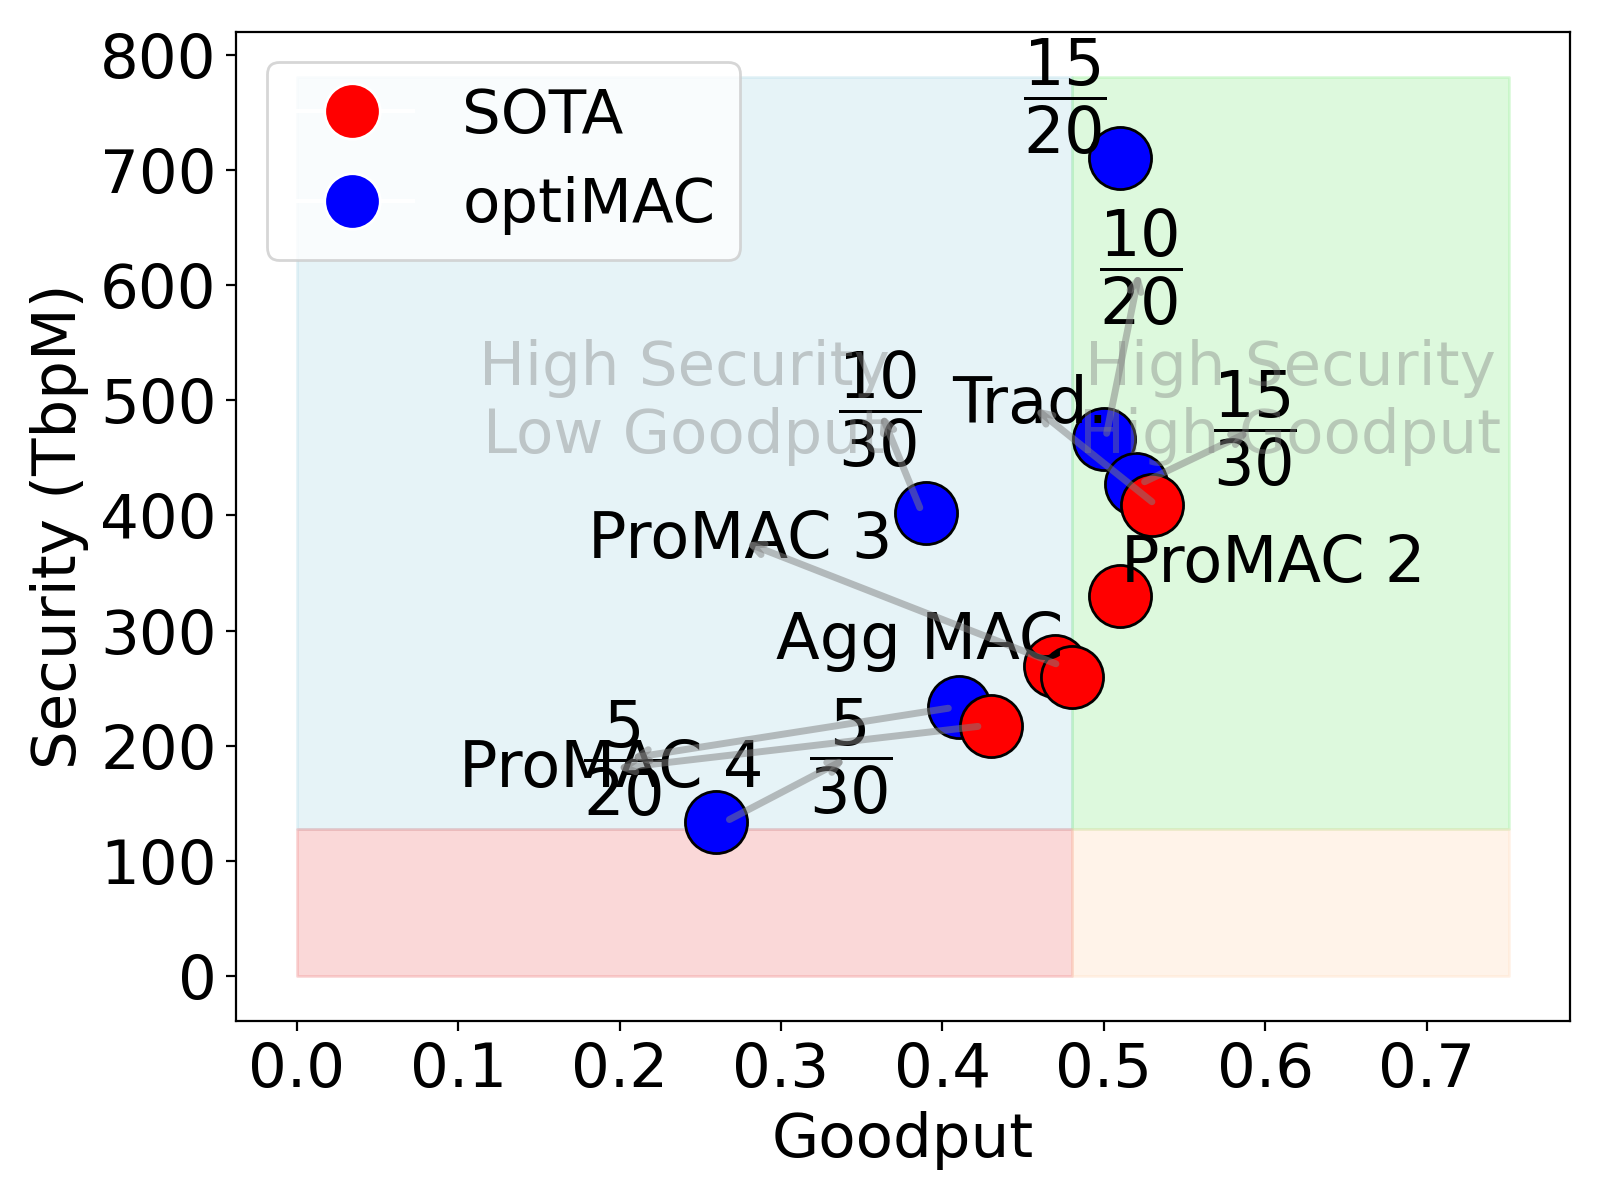 800
700
600
500
400
300
200
100
0
Security (TbpM)
SOTA
optiMAC
15
20
10
20
High Security
Low Goodput
High Security
High Goodput
10
30
Trad.
15
30
ProMAC 3
ProMAC 2
Agg MAC
5
20
ProMAC 4
5
30
0.0 0.1 0.2 0.3 0.4 0.5 0.6 0.7
Goodput